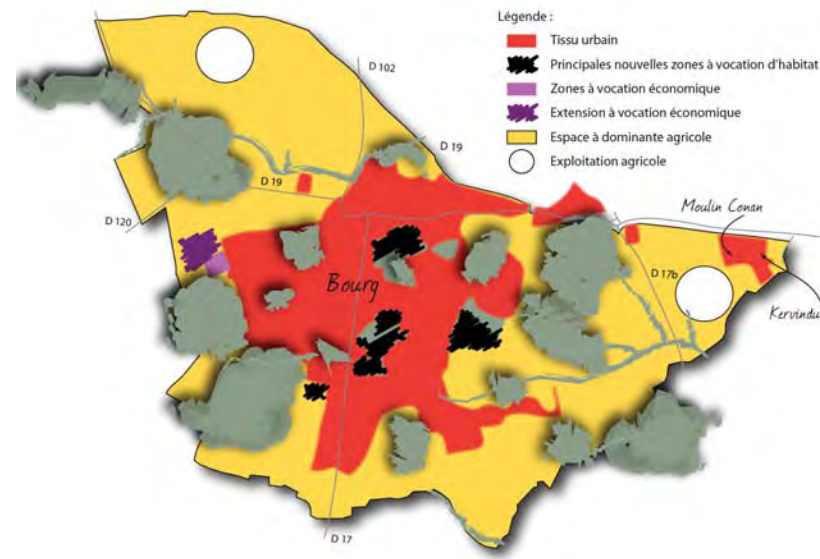 Légende :
Tissu urbain
Principales nouvelles zones à vocation d'habitat
Zones à vocation économique
Extension à vocation économique
Espace à dominante agricole
Exploitation agricole
D 102
D 19
D 19
D 120
Moulin Conan
D 17b
Bourg
Kervindu
D 17